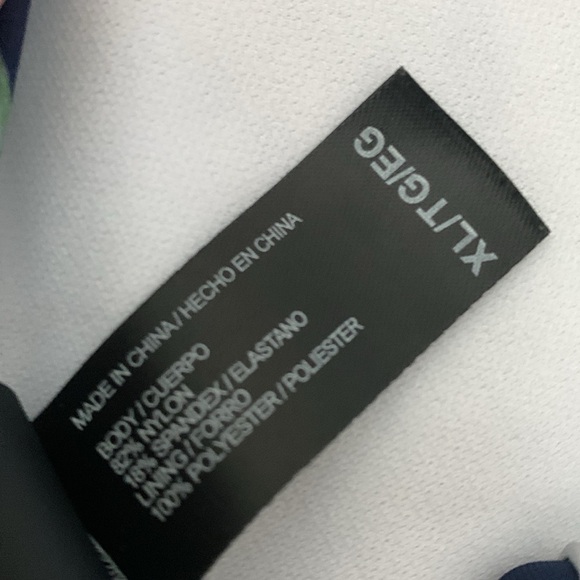 XL/TG/EG
MADE IN CHINA / HECHO EN CHINA
BODY / CUERPO
82% NYLON
18% SPANDEX / ELASTANO
LINING / FORRO
100% POLYESTER / POLIESTER